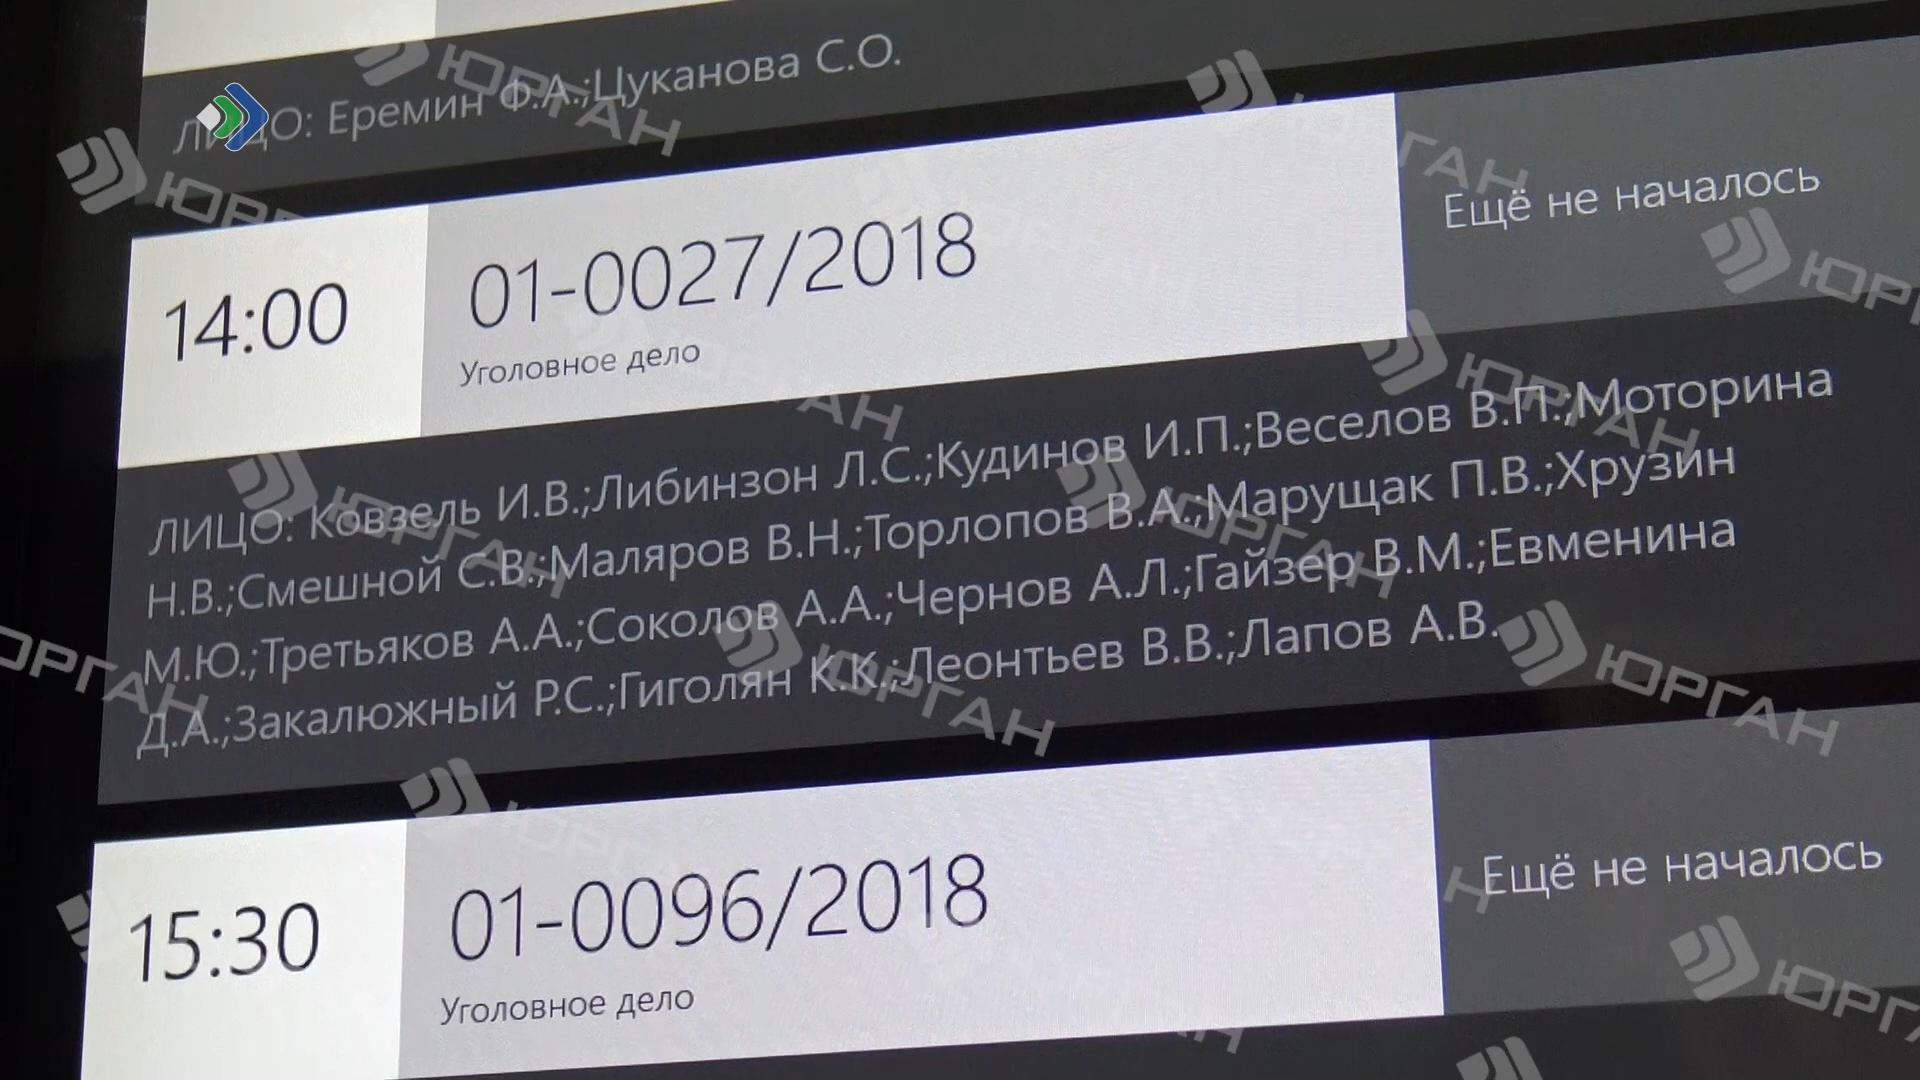 ЛИЦО: Еремин Ф.А.;Цуканова С.О.
14:00
01-0027/2018
Уголовное дело
Ещё не началось
ЛИЦО: Ковзель И.В.;Либинзон Л.С.;Кудинов И.П.;Веселов В.П.;Моторина
Н.В.;Смешной С.В.;Маляров В.Н.;Торлопов В.А.;Марущак П.В.;Хрузин
М.Ю.;Третьяков А.А.;Соколов А.А.;Чернов А.Л.;Гайзер В.М.;Евменина
Д.А.;Закалюжный Р.С.;Гиголян К.К.;Леонтьев В.В.;Лапов А.В.
15:30
01-0096/2018
Уголовное дело
Ещё не началось
ЮРГАН